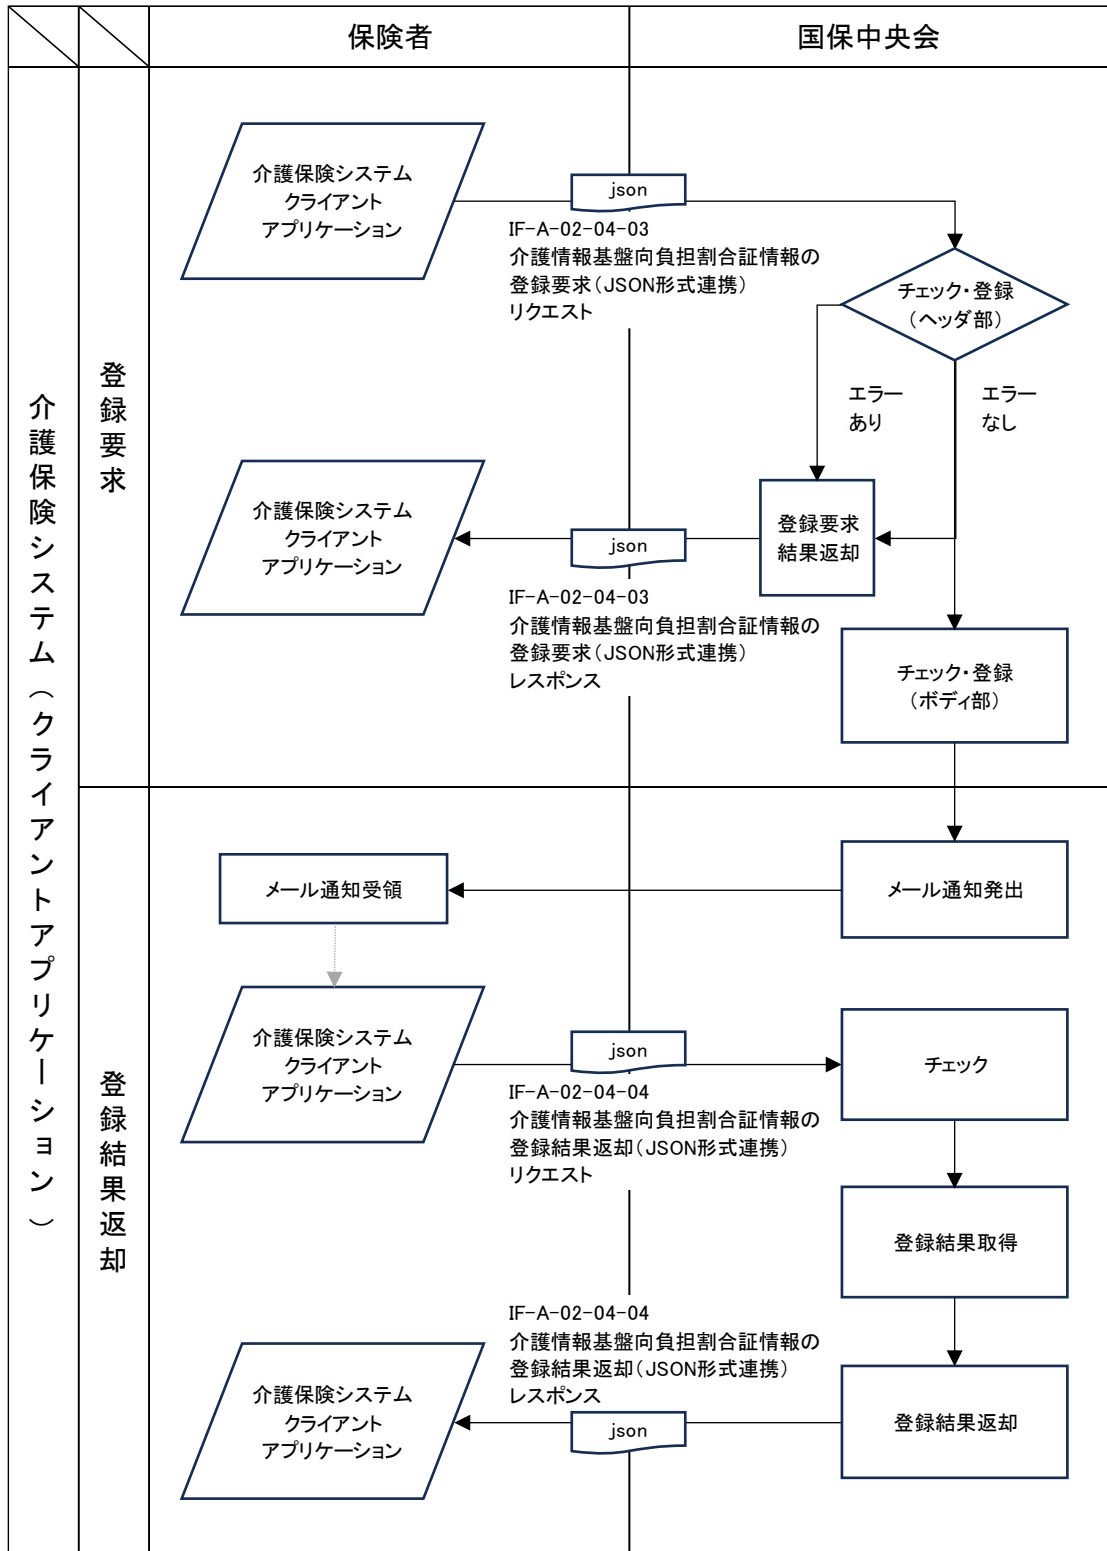 保険者
国保中央会
介護保険システム（クライアントアプリケーション）
登録要求
介護保険システム
クライアント
アプリケーション
json
IF-A-02-04-03
介護情報基盤向負担割合証情報の
登録要求（JSON形式連携）
リクエスト
チェック・登録
（ヘッダ部）
エラー
あり
エラー
なし
介護保険システム
クライアント
アプリケーション
json
登録要求
結果返却
IF-A-02-04-03
介護情報基盤向負担割合証情報の
登録要求（JSON形式連携）
レスポンス
チェック・登録
（ボディ部）
登録結果返却
メール通知受領
メール通知発出
介護保険システム
クライアント
アプリケーション
json
チェック
IF-A-02-04-04
介護情報基盤向負担割合証情報の
登録結果返却（JSON形式連携）
リクエスト
登録結果取得
IF-A-02-04-04
介護情報基盤向負担割合証情報の
登録結果返却（JSON形式連携）
レスポンス
介護保険システム
クライアント
アプリケーション
json
登録結果返却